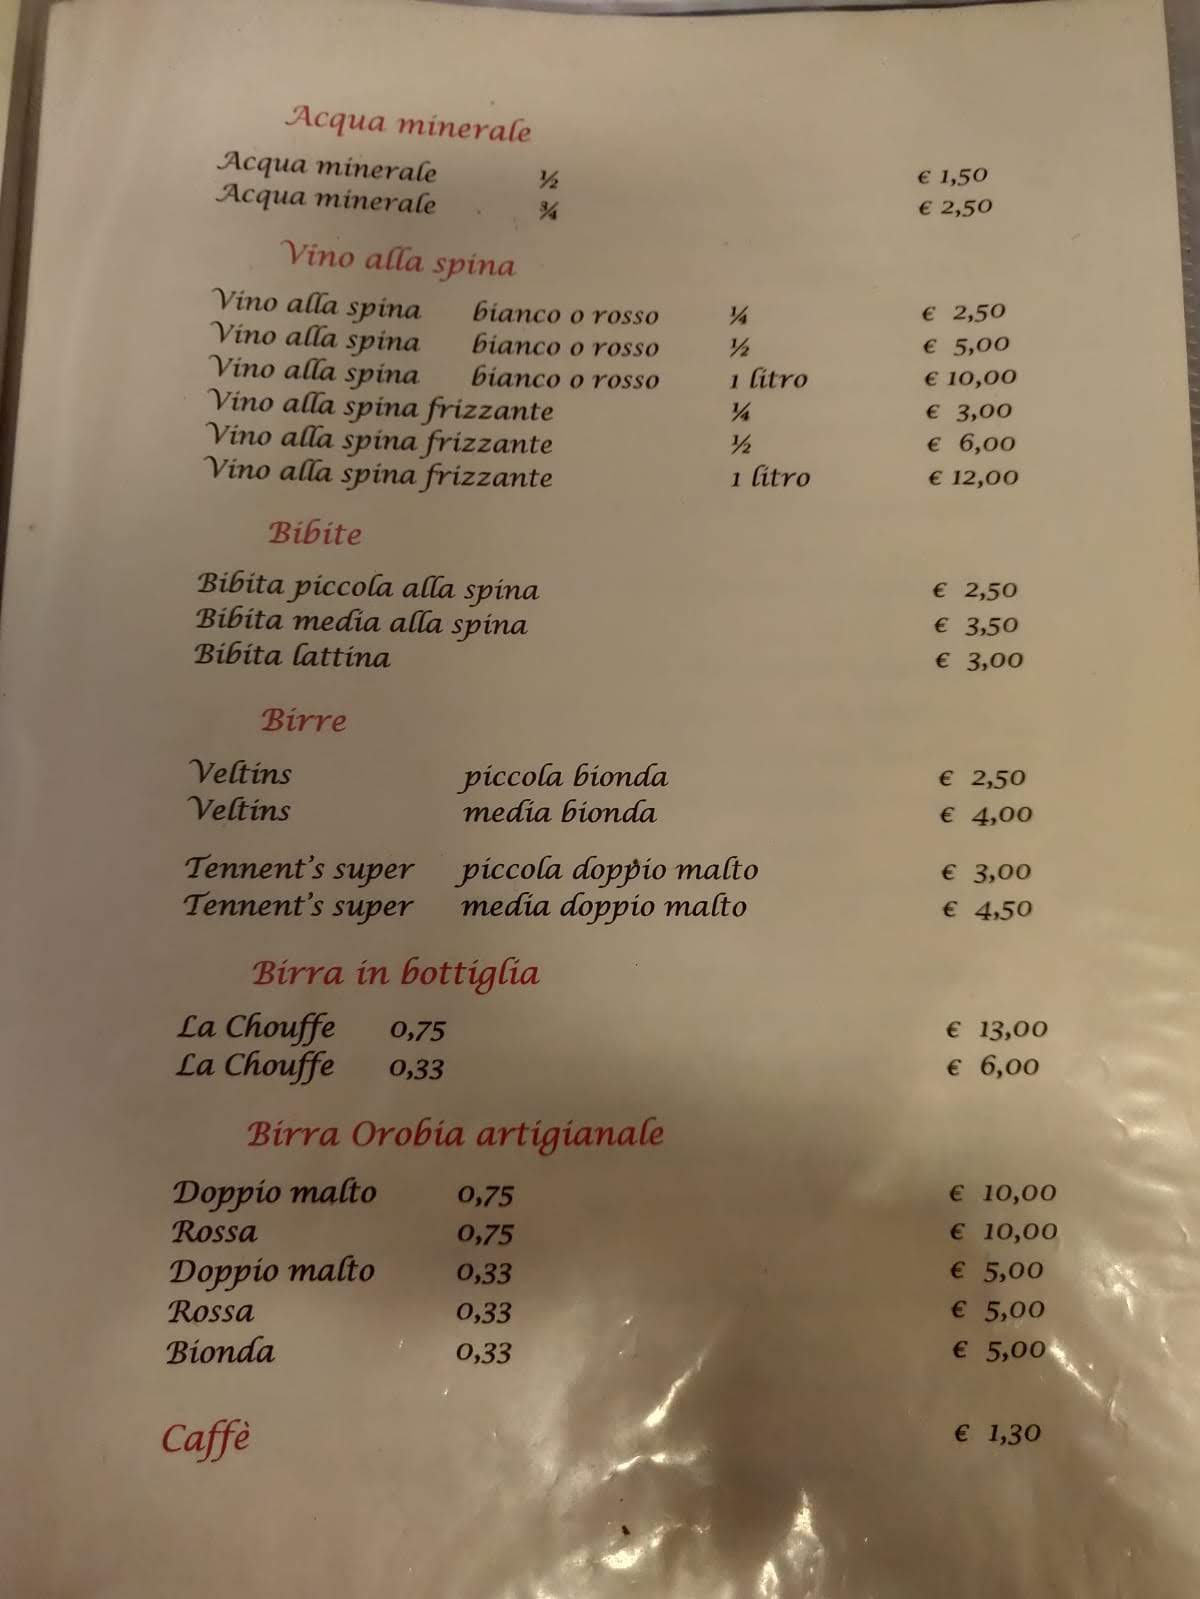 Acqua minerale
Acqua minerale ½ € 1,50
Acqua minerale ¾ € 2,50
Vino alla spina
Vino alla spina bianco o rosso ¼ € 2,50
Vino alla spina bianco o rosso ½ € 5,00
Vino alla spina bianco o rosso 1 litro € 10,00
Vino alla spina frizzante ¼ € 3,00
Vino alla spina frizzante ½ € 6,00
Vino alla spina frizzante 1 litro € 12,00
Bibite
Bibita piccola alla spina € 2,50
Bibita media alla spina € 3,50
Bibita lattina € 3,00
Birre
Veltins piccola bionda € 2,50
Veltins media bionda € 4,00
Tennent's super piccola doppio malto € 3,00
Tennent's super media doppio malto € 4,50
Birra in bottiglia
La Chouffe 0,75 € 13,00
La Chouffe 0,33 € 6,00
Birra Orobia artigianale
Doppio malto 0,75 € 10,00
Rossa 0,75 € 10,00
Doppio malto 0,33 € 5,00
Rossa 0,33 € 5,00
Bionda 0,33 € 5,00
Caffè € 1,30